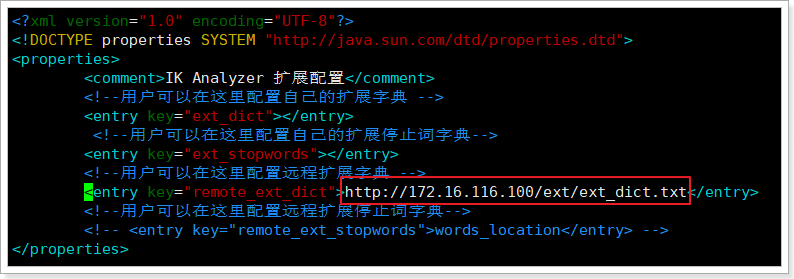 <?xml version="1.0" encoding="UTF-8"?>
<!DOCTYPE properties SYSTEM "http://java.sun.com/dtd/properties.dtd">
<properties>
<comment>IK Analyzer 扩展配置</comment>
<!--用户可以在这里配置自己的扩展字典 -->
<entry key="ext_dict"></entry>
<!--用户可以在这里配置自己的扩展停止词字典-->
<entry key="ext_stopwords"></entry>
<!--用户可以在这里配置远程扩展字典 -->
<entry key="remote_ext_dict">http://172.16.116.100/ext/ext_dict.txt</entry>
<!--用户可以在这里配置远程扩展停止词字典-->
<!-- <entry key="remote_ext_stopwords">words_location</entry> -->
</properties>